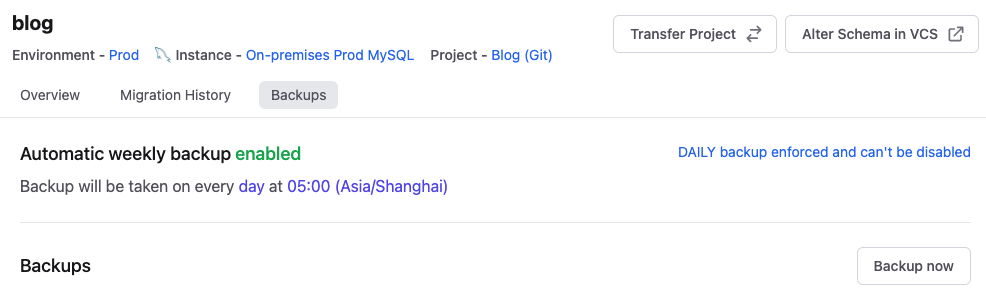 blog
Transfer Project
Alter Schema in VCS
Environment - Prod Instance - On-premises Prod MySQL Project - Blog (Git)
Overview Migration History Backups
Automatic weekly backup enabled
DAILY backup enforced and can't be disabled
Backup will be taken on every day at 05:00 (Asia/Shanghai)
Backups
Backup now